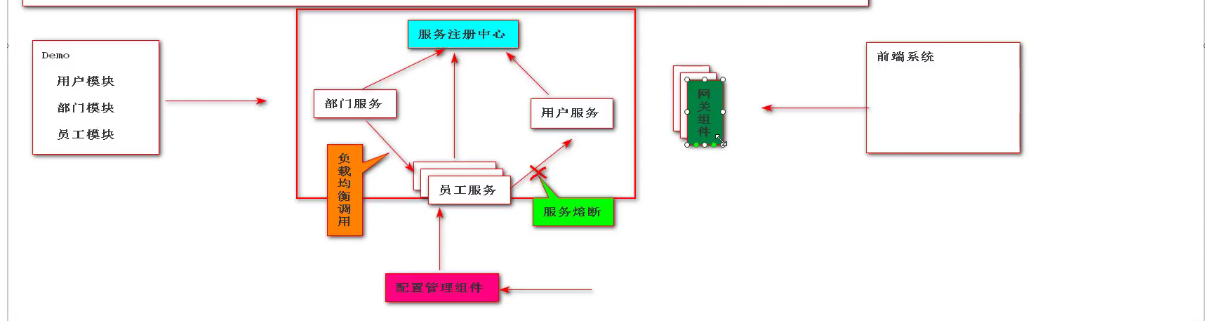 Demo
用户模块
部门模块
员工模块
服务注册中心
部门服务
用户服务
负载均衡调用
员工服务
服务熔断
配置管理组件
网关组件
前端系统